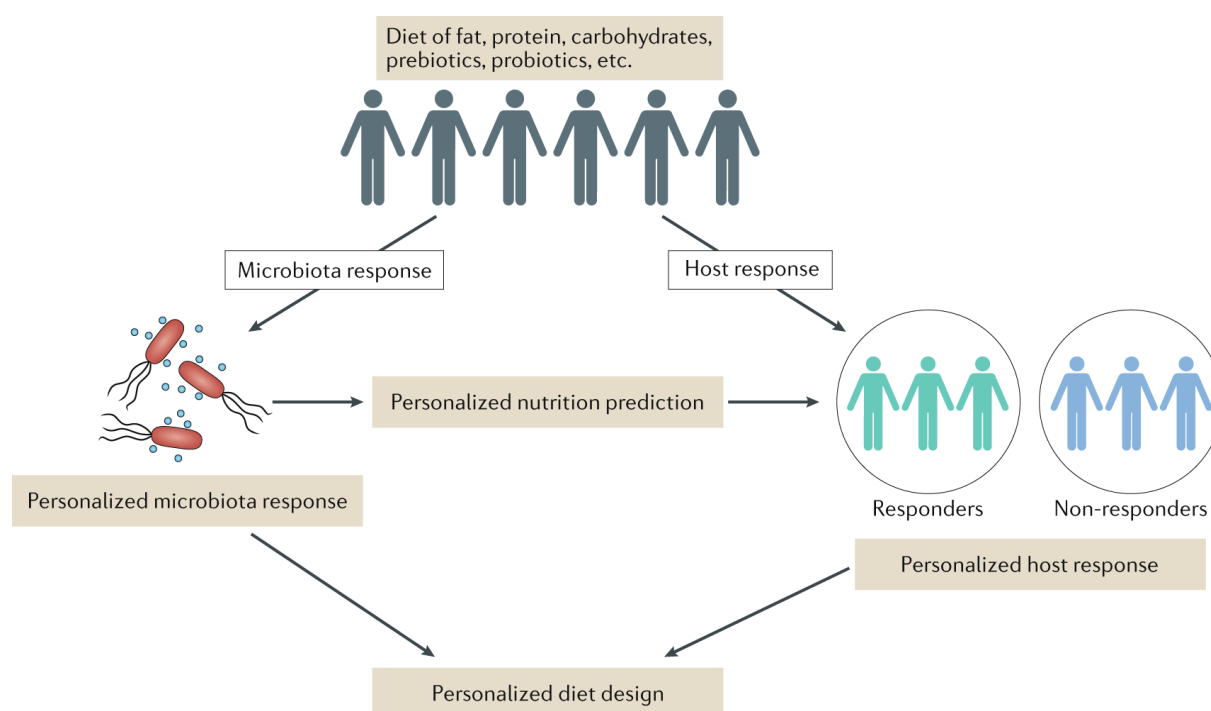 Diet of fat, protein, carbohydrates,
prebiotics, probiotics, etc.
Microbiota response
Host response
Personalized nutrition prediction
Personalized microbiota response
Responders
Non-responders
Personalized host response
Personalized diet design